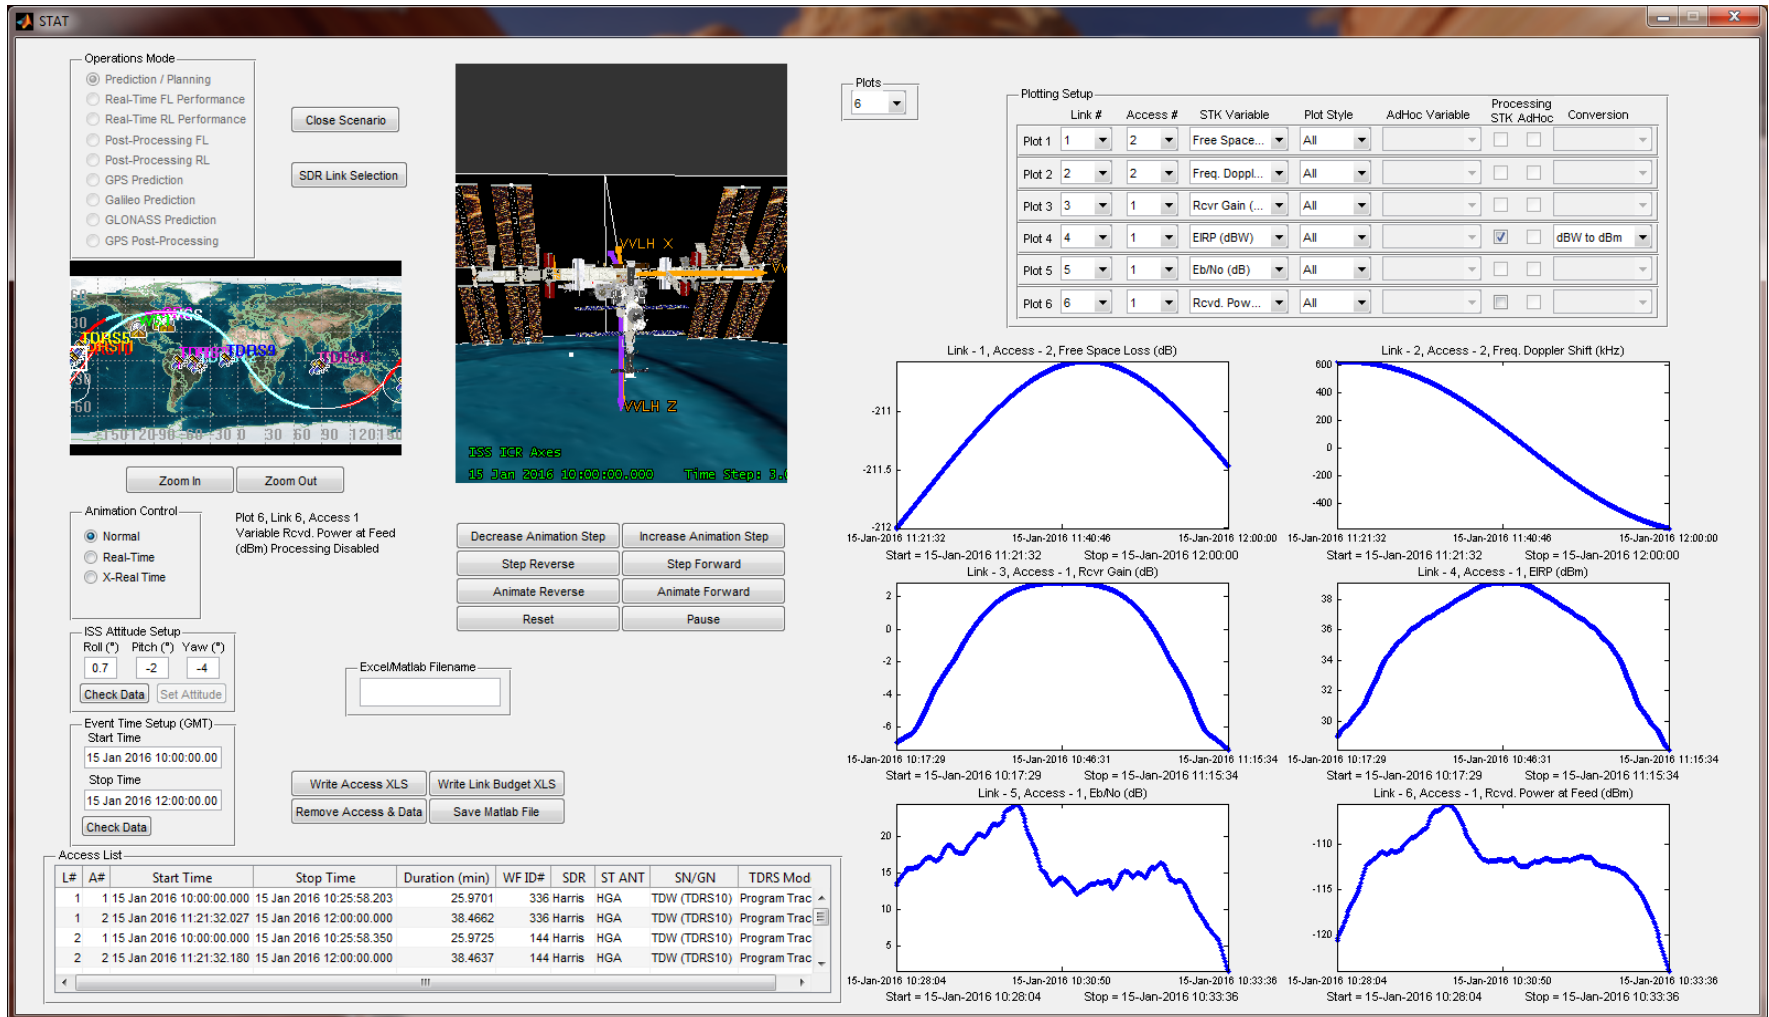 STAT
Operations Mode
Prediction / Planning
Real-Time FL Performance
Real-Time RL Performance
Post-Processing FL
Post-Processing RL
GPS Prediction
Galileo Prediction
GLONASS Prediction
GPS Post-Processing
Close Scenario
SDR Link Selection
VVLH X
VVLH Z
ISS ICR Axes
15 Jan 2016 10:00:00.000 Time Step: 3.
Plots
6
Plotting Setup
Link # Access # STK Variable Plot Style AdHoc Variable Processing STK AdHoc Conversion
Plot 1 1 2 Free Space... All
Plot 2 2 2 Freq. Doppl... All
Plot 3 3 1 Rcvr Gain (... All
Plot 4 4 1 EIRP (dBW) All dBW to dBm
Plot 5 5 1 Eb/No (dB) All
Plot 6 6 1 Rcvd. Pow... All
TDRS5
TDRS9
30
-60
30 60 90 120 150
Zoom In Zoom Out
Animation Control
Normal
Real-Time
X-Real Time
Plot 6, Link 6, Access 1
Variable Rcvd. Power at Feed
(dBm) Processing Disabled
Decrease Animation Step Increase Animation Step
Step Reverse Step Forward
Animate Reverse Animate Forward
Reset Pause
ISS Attitude Setup
Roll (°) Pitch (°) Yaw (°)
0.7 -2 -4
Check Data Set Attitude
Excel/Matlab Filename
Event Time Setup (GMT)
Start Time
15 Jan 2016 10:00:00.00
Stop Time
15 Jan 2016 12:00:00.00
Check Data
Write Access XLS Write Link Budget XLS
Remove Access & Data Save Matlab File
Access List
L# A# Start Time Stop Time Duration (min) WF ID# SDR ST ANT SN/GN TDRS Mod
1 1 15 Jan 2016 10:00:00.000 15 Jan 2016 10:25:58.203 25.9701 336 Harris HGA TDW (TDRS10) Program Trac
1 2 15 Jan 2016 11:21:32.027 15 Jan 2016 12:00:00.000 38.4662 336 Harris HGA TDW (TDRS10) Program Trac
2 1 15 Jan 2016 10:00:00.000 15 Jan 2016 10:25:58.350 25.9725 144 Harris HGA TDW (TDRS10) Program Trac
2 2 15 Jan 2016 11:21:32.180 15 Jan 2016 12:00:00.000 38.4637 144 Harris HGA TDW (TDRS10) Program Trac
Link - 1, Access - 2, Free Space Loss (dB)
-211
-211.5
-212
15-Jan-2016 11:21:32 15-Jan-2016 11:40:46 15-Jan-2016 12:00:00
Start = 15-Jan-2016 11:21:32 Stop = 15-Jan-2016 12:00:00
Link - 2, Access - 2, Freq. Doppler Shift (kHz)
600
400
200
0
-200
-400
15-Jan-2016 11:21:32 15-Jan-2016 11:40:46 15-Jan-2016 12:00:00
Start = 15-Jan-2016 11:21:32 Stop = 15-Jan-2016 12:00:00
Link - 3, Access - 1, Rcvr Gain (dB)
2
0
-2
-4
-6
15-Jan-2016 10:17:29 15-Jan-2016 10:46:31 15-Jan-2016 11:15:34
Start = 15-Jan-2016 10:17:29 Stop = 15-Jan-2016 11:15:34
Link - 4, Access - 1, EIRP (dBm)
38
36
34
32
30
15-Jan-2016 10:17:29 15-Jan-2016 10:46:31 15-Jan-2016 11:15:34
Start = 15-Jan-2016 10:17:29 Stop = 15-Jan-2016 11:15:34
Link - 5, Access - 1, Eb/No (dB)
20
15
10
5
15-Jan-2016 10:28:04 15-Jan-2016 10:30:50 15-Jan-2016 10:33:36
Start = 15-Jan-2016 10:28:04 Stop = 15-Jan-2016 10:33:36
Link - 6, Access - 1, Rcvd. Power at Feed (dBm)
-110
-115
-120
15-Jan-2016 10:28:04 15-Jan-2016 10:30:50 15-Jan-2016 10:33:36
Start = 15-Jan-2016 10:28:04 Stop = 15-Jan-2016 10:33:36